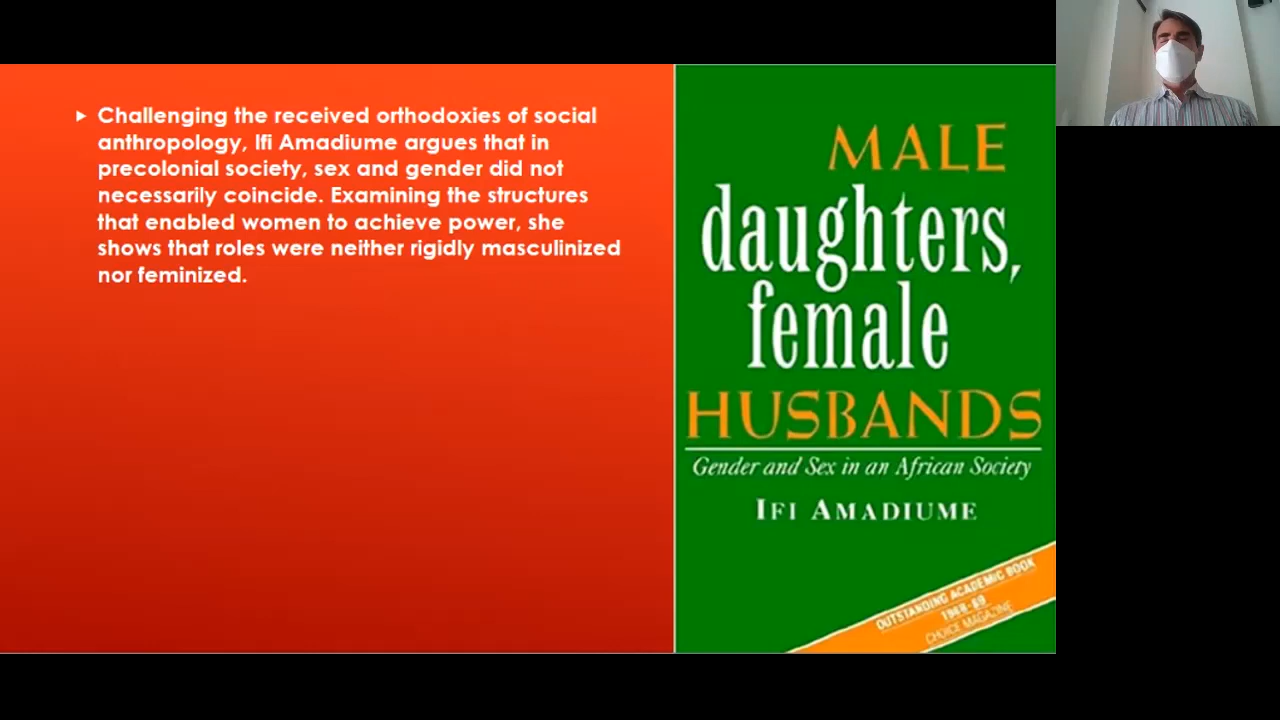 Challenging the received orthodoxies of social
anthropology, Ifi Amadiume argues that in
precolonial society, sex and gender did not
necessarily coincide. Examining the structures
that enabled women to achieve power, she
shows that roles were neither rigidly masculinized
nor feminized.
MALE
daughters,
female
HUSBANDS
Gender and Sex in an African Society
IFI AMADIUME
OUTSTANDING ACADEMIC BOOK
CHOICE MAGAZINE